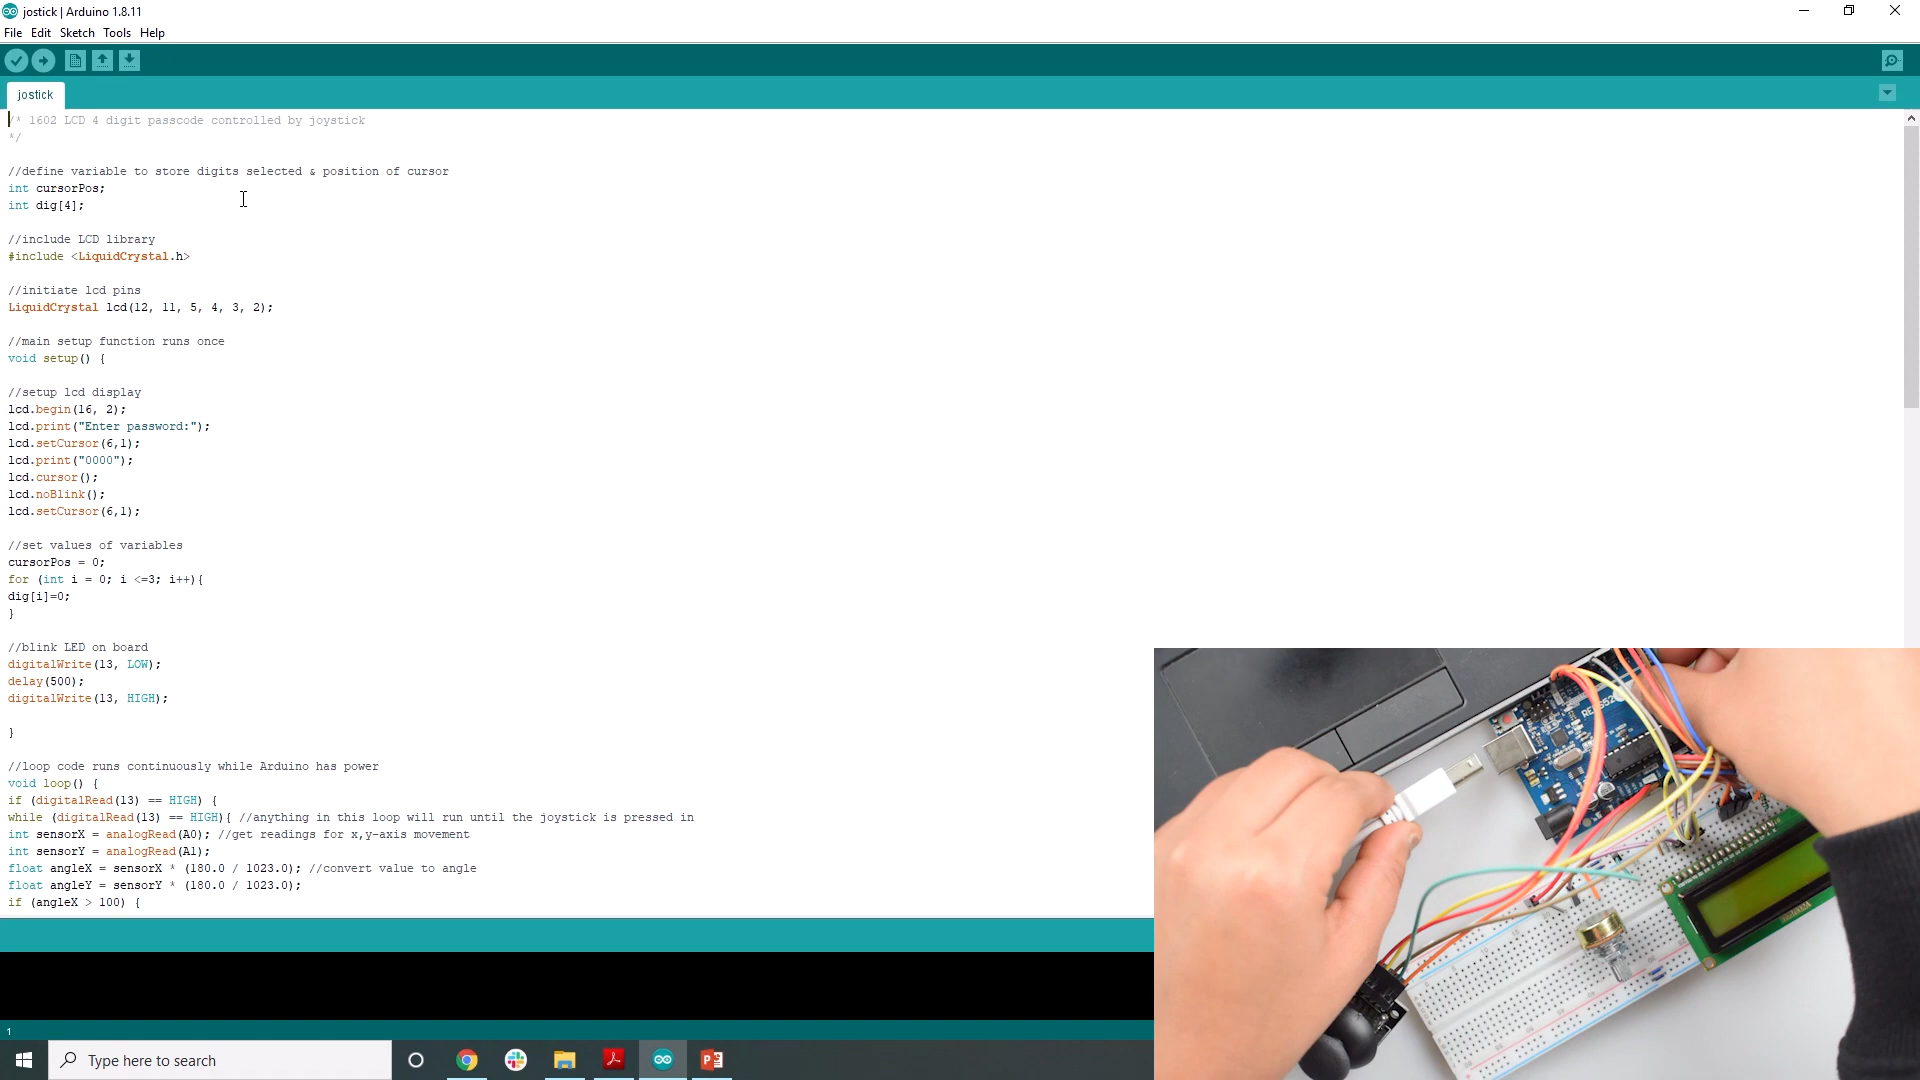 jostick | Arduino 1.8.11
File Edit Sketch Tools Help
jostick
/* 1602 LCD 4 digit passcode controlled by joystick
*/
//define variable to store digits selected & position of cursor
int cursorPos;
int dig[4];
//include LCD library
#include <LiquidCrystal.h>
//initiate lcd pins
LiquidCrystal lcd(12, 11, 5, 4, 3, 2);
//main setup function runs once
void setup() {
//setup lcd display
lcd.begin(16, 2);
lcd.print("Enter password:");
lcd.setCursor(6,1);
lcd.print("0000");
lcd.cursor();
lcd.noBlink();
lcd.setCursor(6,1);
//set values of variables
cursorPos = 0;
for (int i = 0; i <=3; i++){
dig[i]=0;
}
//blink LED on board
digitalWrite(13, LOW);
delay(500);
digitalWrite(13, HIGH);
}
//loop code runs continuously while Arduino has power
void loop() {
if (digitalRead(13) == HIGH) {
while (digitalRead(13) == HIGH){ //anything in this loop will run until the joystick is pressed in
int sensorX = analogRead(A0); //get readings for x,y-axis movement
int sensorY = analogRead(A1);
float angleX = sensorX * (180.0 / 1023.0); //convert value to angle
float angleY = sensorY * (180.0 / 1023.0);
if (angleX > 100) {
1
Type here to search